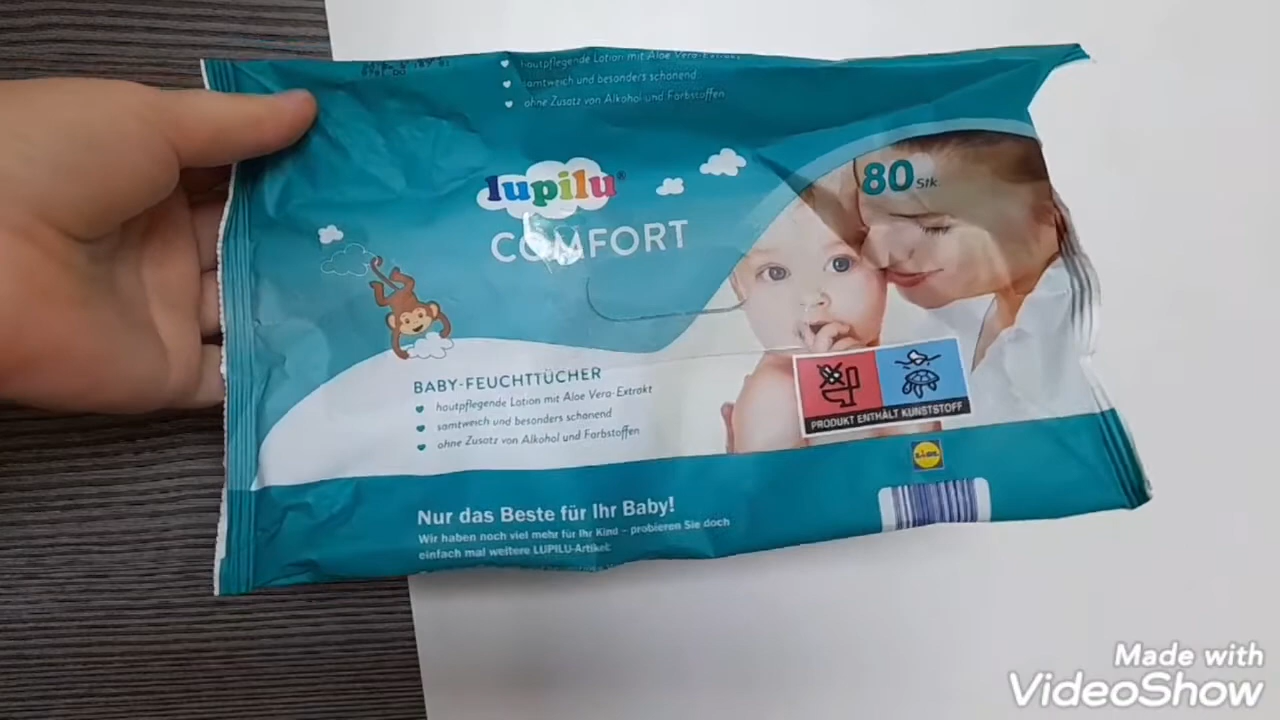 hautpflegende Lotion mit Aloe Vera-Extrakt
samtweich und besonders schonend
ohne Zusatz von Alkohol und Farbstoffen
lupilu®
COMFORT
80 Stk.
BABY-FEUCHTTÜCHER
hautpflegende Lotion mit Aloe Vera-Extrakt
samtweich und besonders schonend
ohne Zusatz von Alkohol und Farbstoffen
PRODUKT ENTHÄLT KUNSTSTOFF
LIDL
Nur das Beste für Ihr Baby!
Wir haben noch viel mehr für Ihr Kind – probieren Sie doch
einfach mal weitere LUPILU-Artikel:
Made with
VideoShow